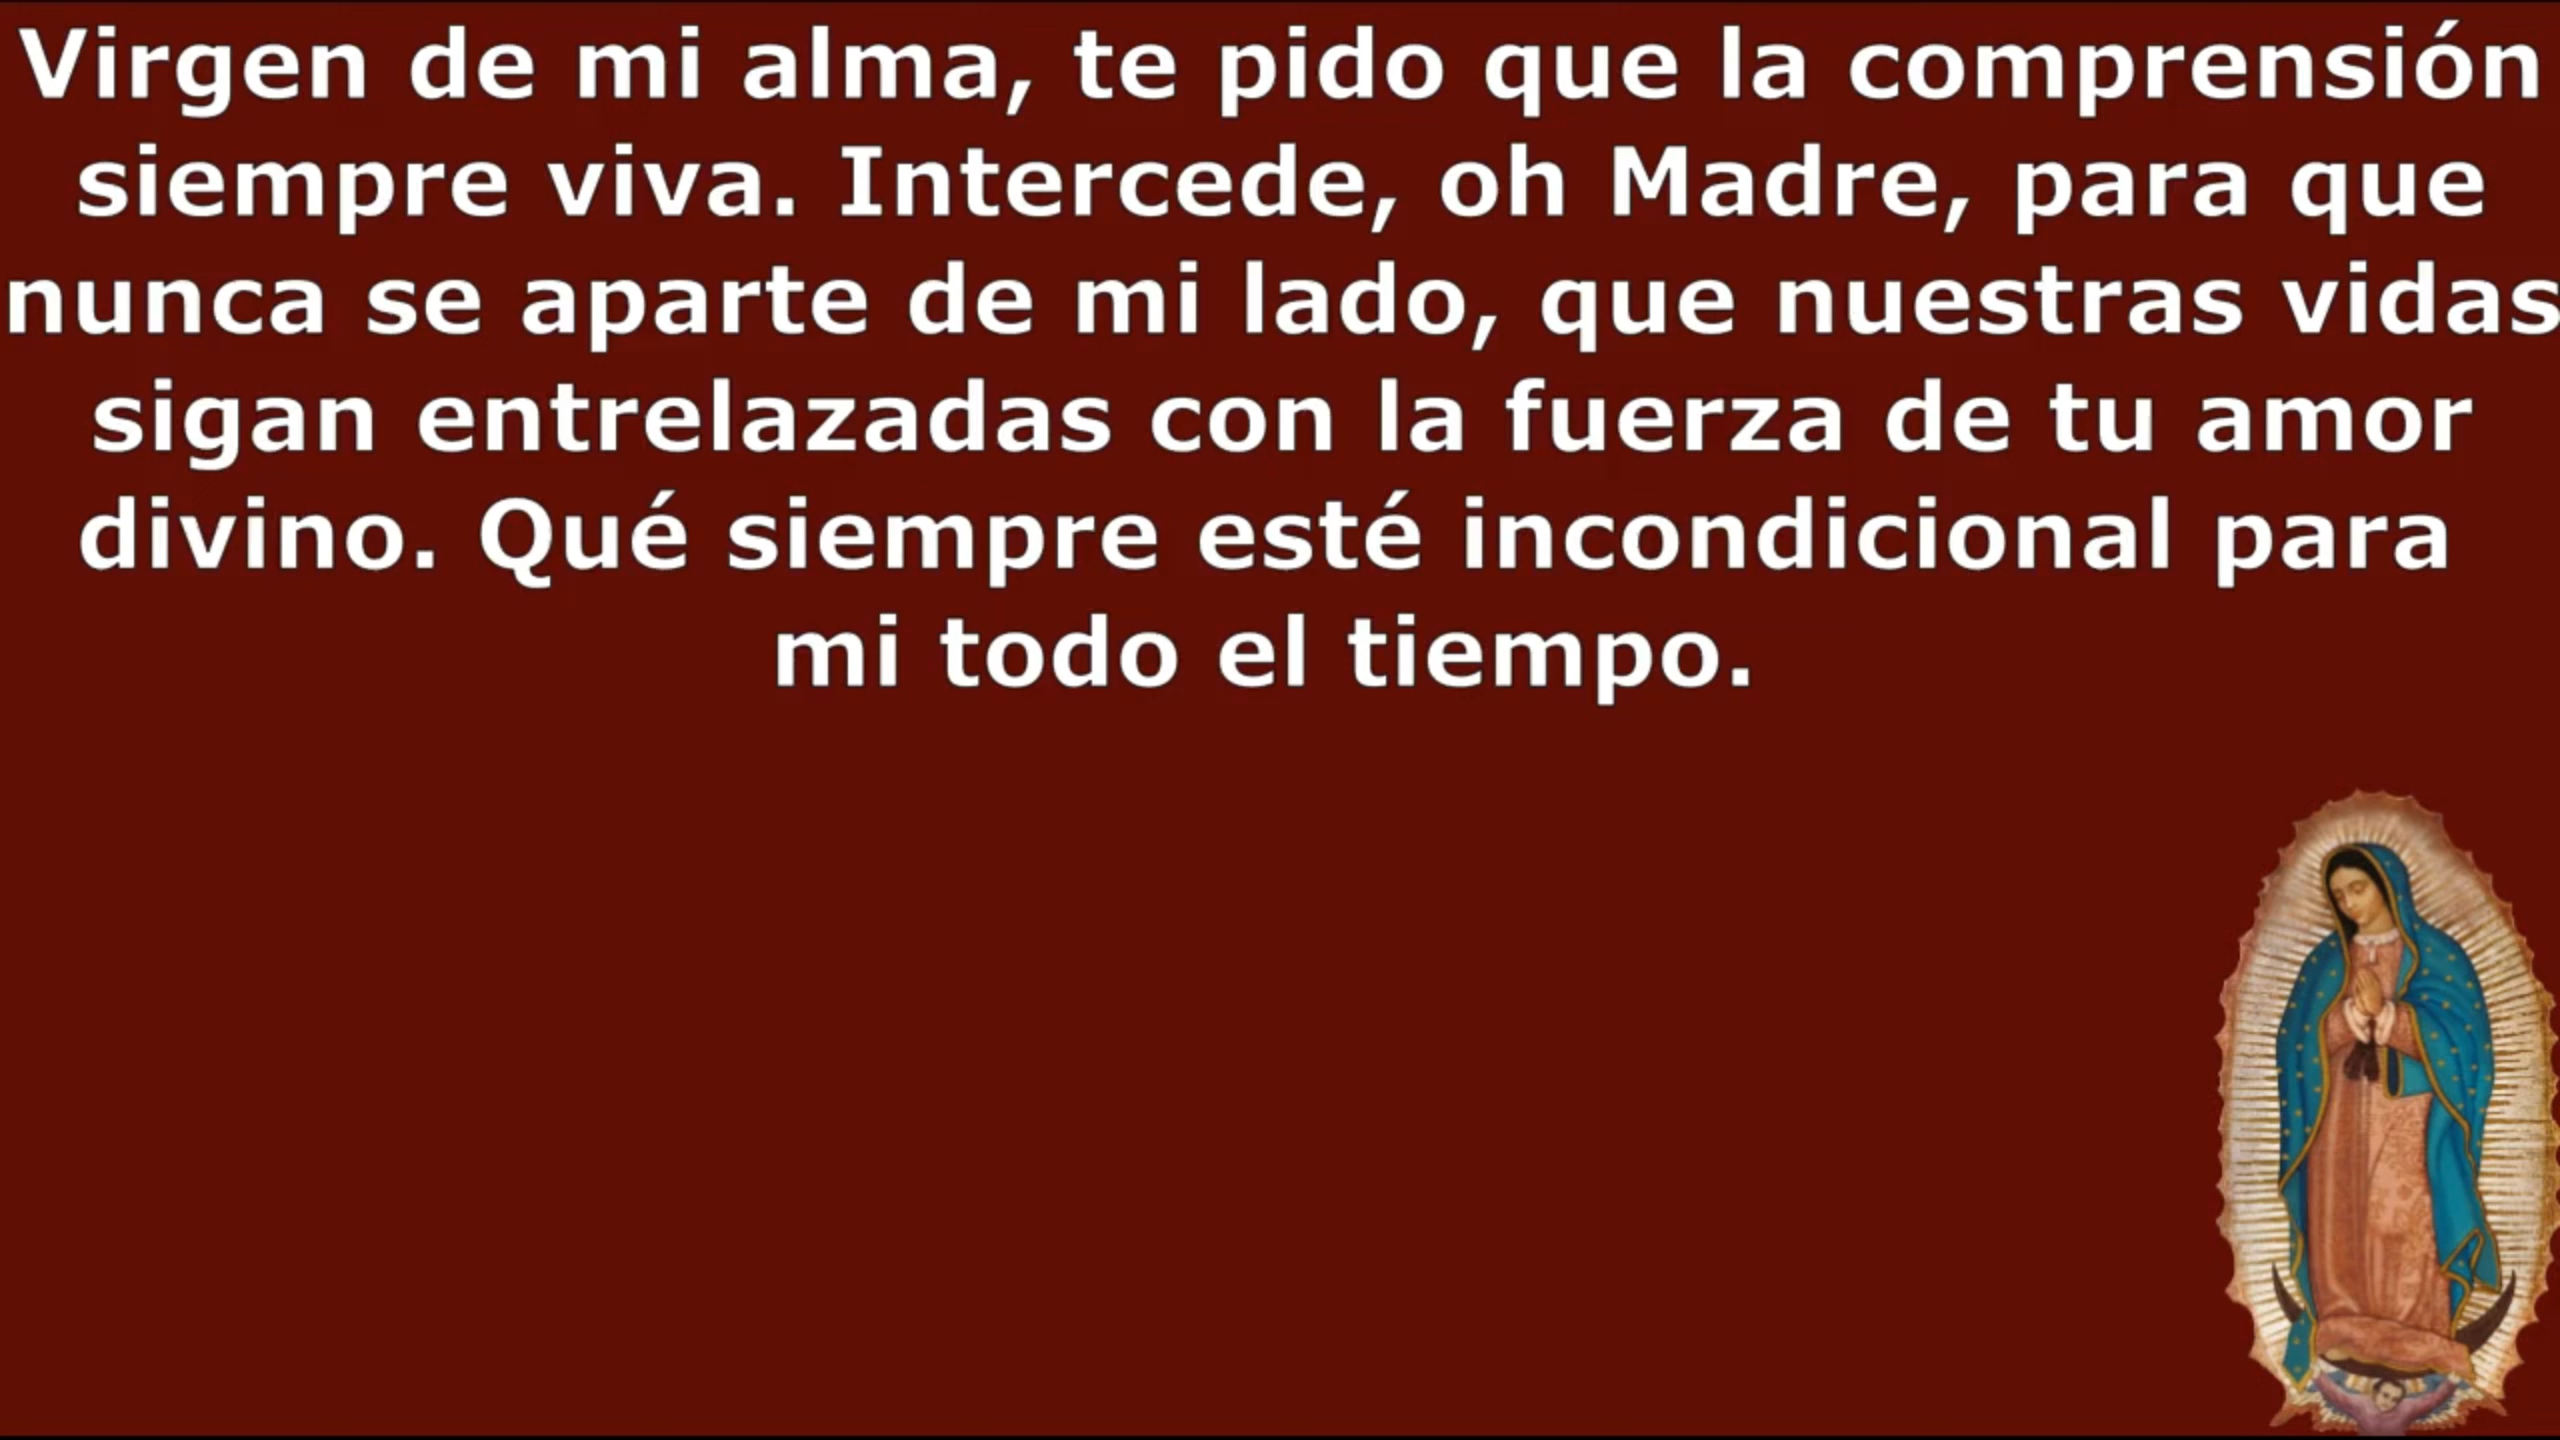 Virgen de mi alma, te pido que la comprensión
siempre viva. Intercede, oh Madre, para que
nunca se aparte de mi lado, que nuestras vidas
sigan entrelazadas con la fuerza de tu amor
divino. Qué siempre esté incondicional para
mi todo el tiempo.